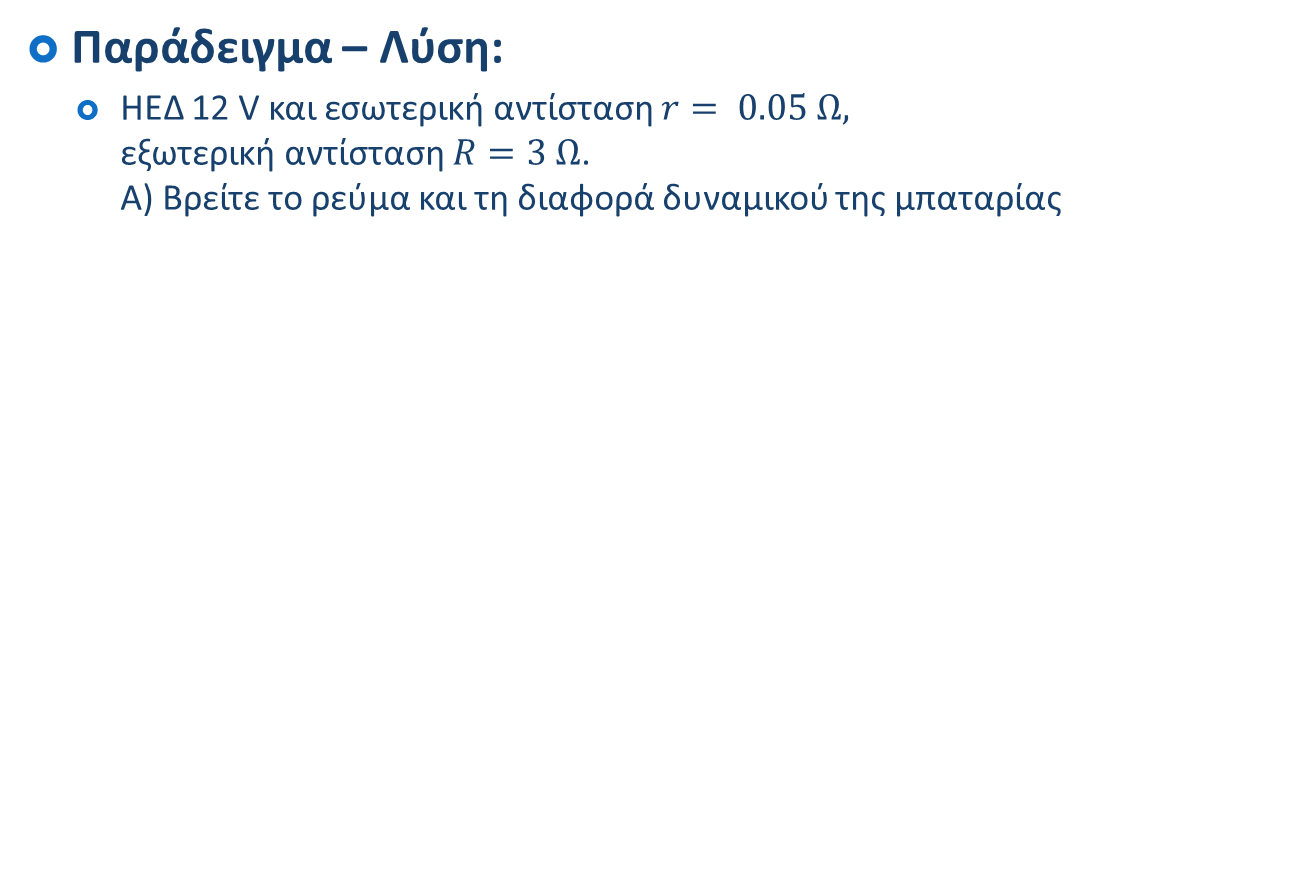 Παράδειγμα – Λύση:
ΗΕΔ 12 V και εσωτερική αντίσταση r = 0.05 Ω,
εξωτερική αντίσταση R = 3 Ω.
Α) Βρείτε το ρεύμα και τη διαφορά δυναμικού της μπαταρίας